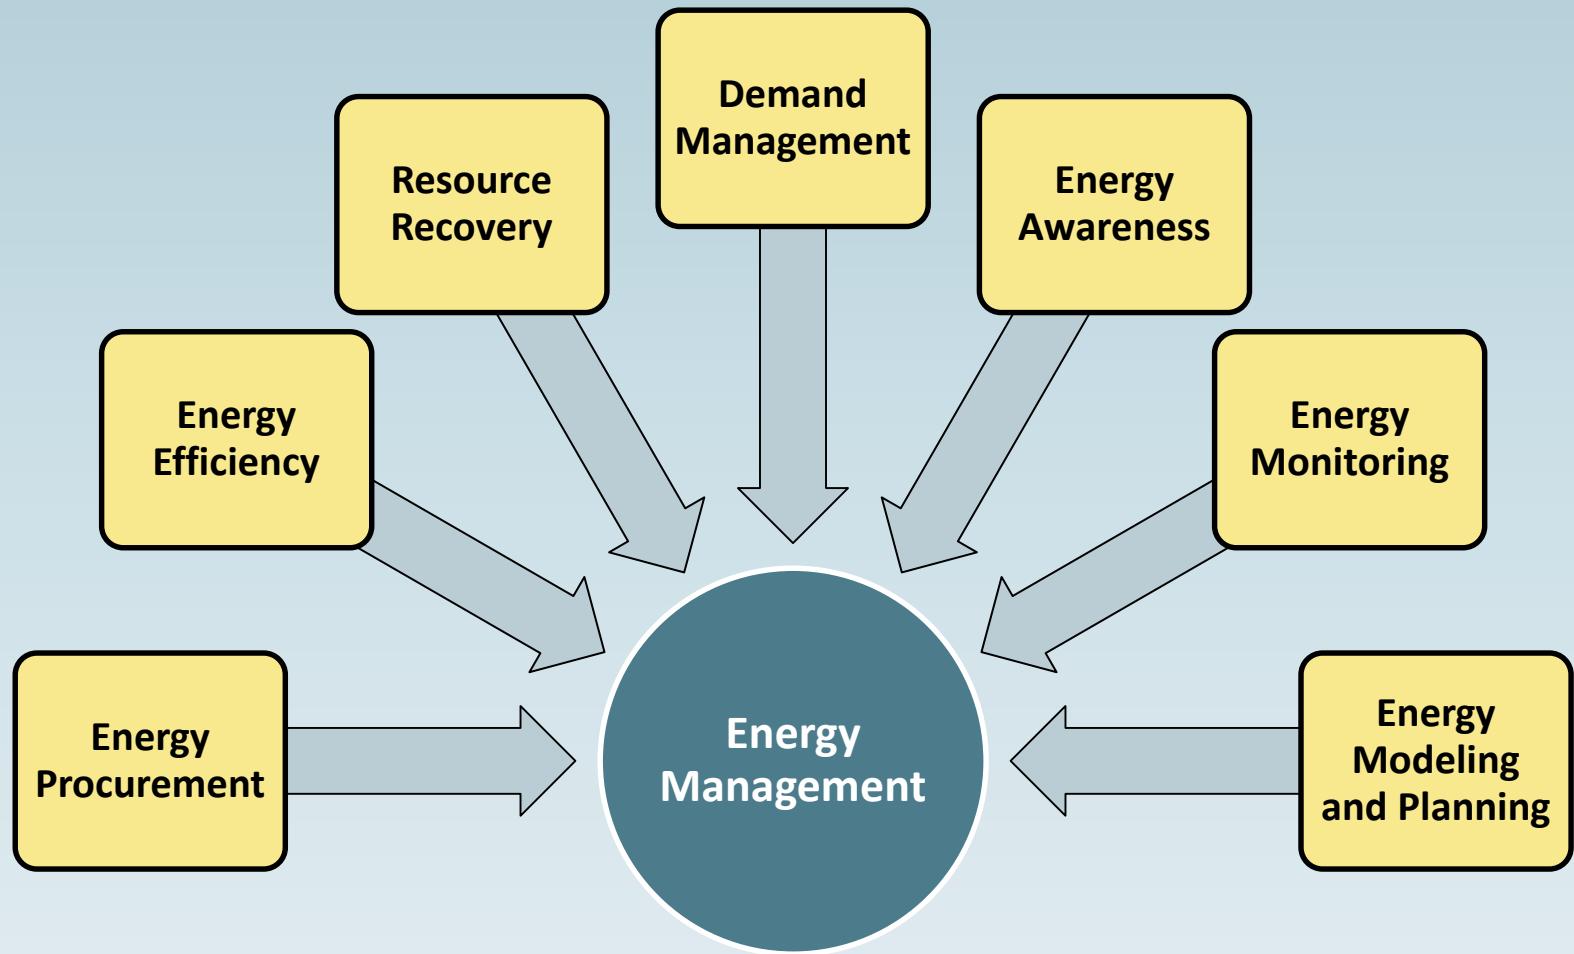 Demand
Management
Resource
Recovery
Energy
Awareness
Energy
Efficiency
Energy
Monitoring
Energy
Procurement
Energy
Management
Energy
Modeling
and Planning